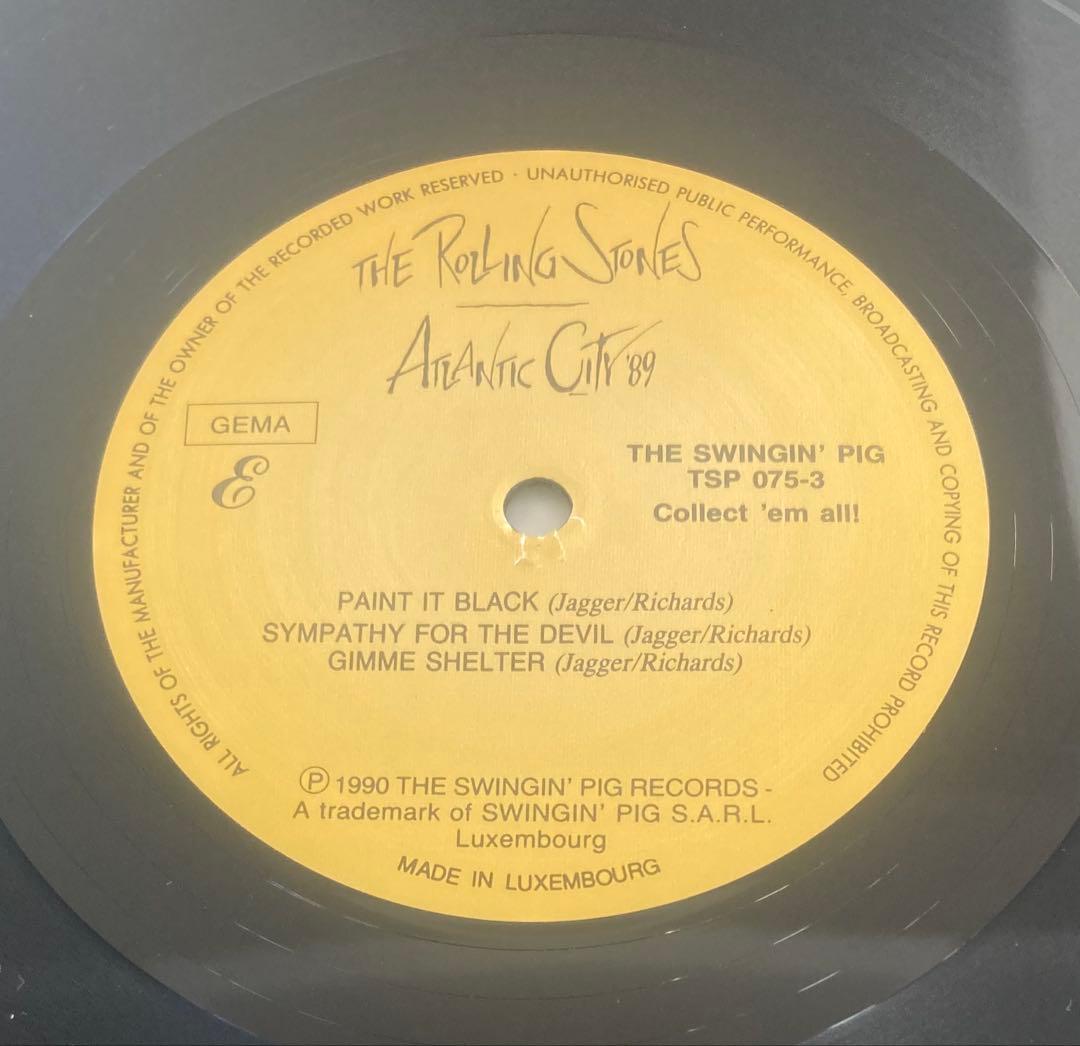 ALL RIGHTS OF THE MANUFACTURER AND OF THE OWNER OF THE RECORDED WORK RESERVED · UNAUTHORISED PUBLIC PERFORMANCE, BROADCASTING AND COPYING OF THIS RECORD PROHIBITED
THE ROLLING STONES
ATLANTIC CITY '89
GEMA
E
THE SWINGIN' PIG
TSP 075-3
Collect 'em all!
PAINT IT BLACK (Jagger/Richards)
SYMPATHY FOR THE DEVIL (Jagger/Richards)
GIMME SHELTER (Jagger/Richards)
Ⓟ 1990 THE SWINGIN' PIG RECORDS -
A trademark of SWINGIN' PIG S.A.R.L.
Luxembourg
MADE IN LUXEMBOURG